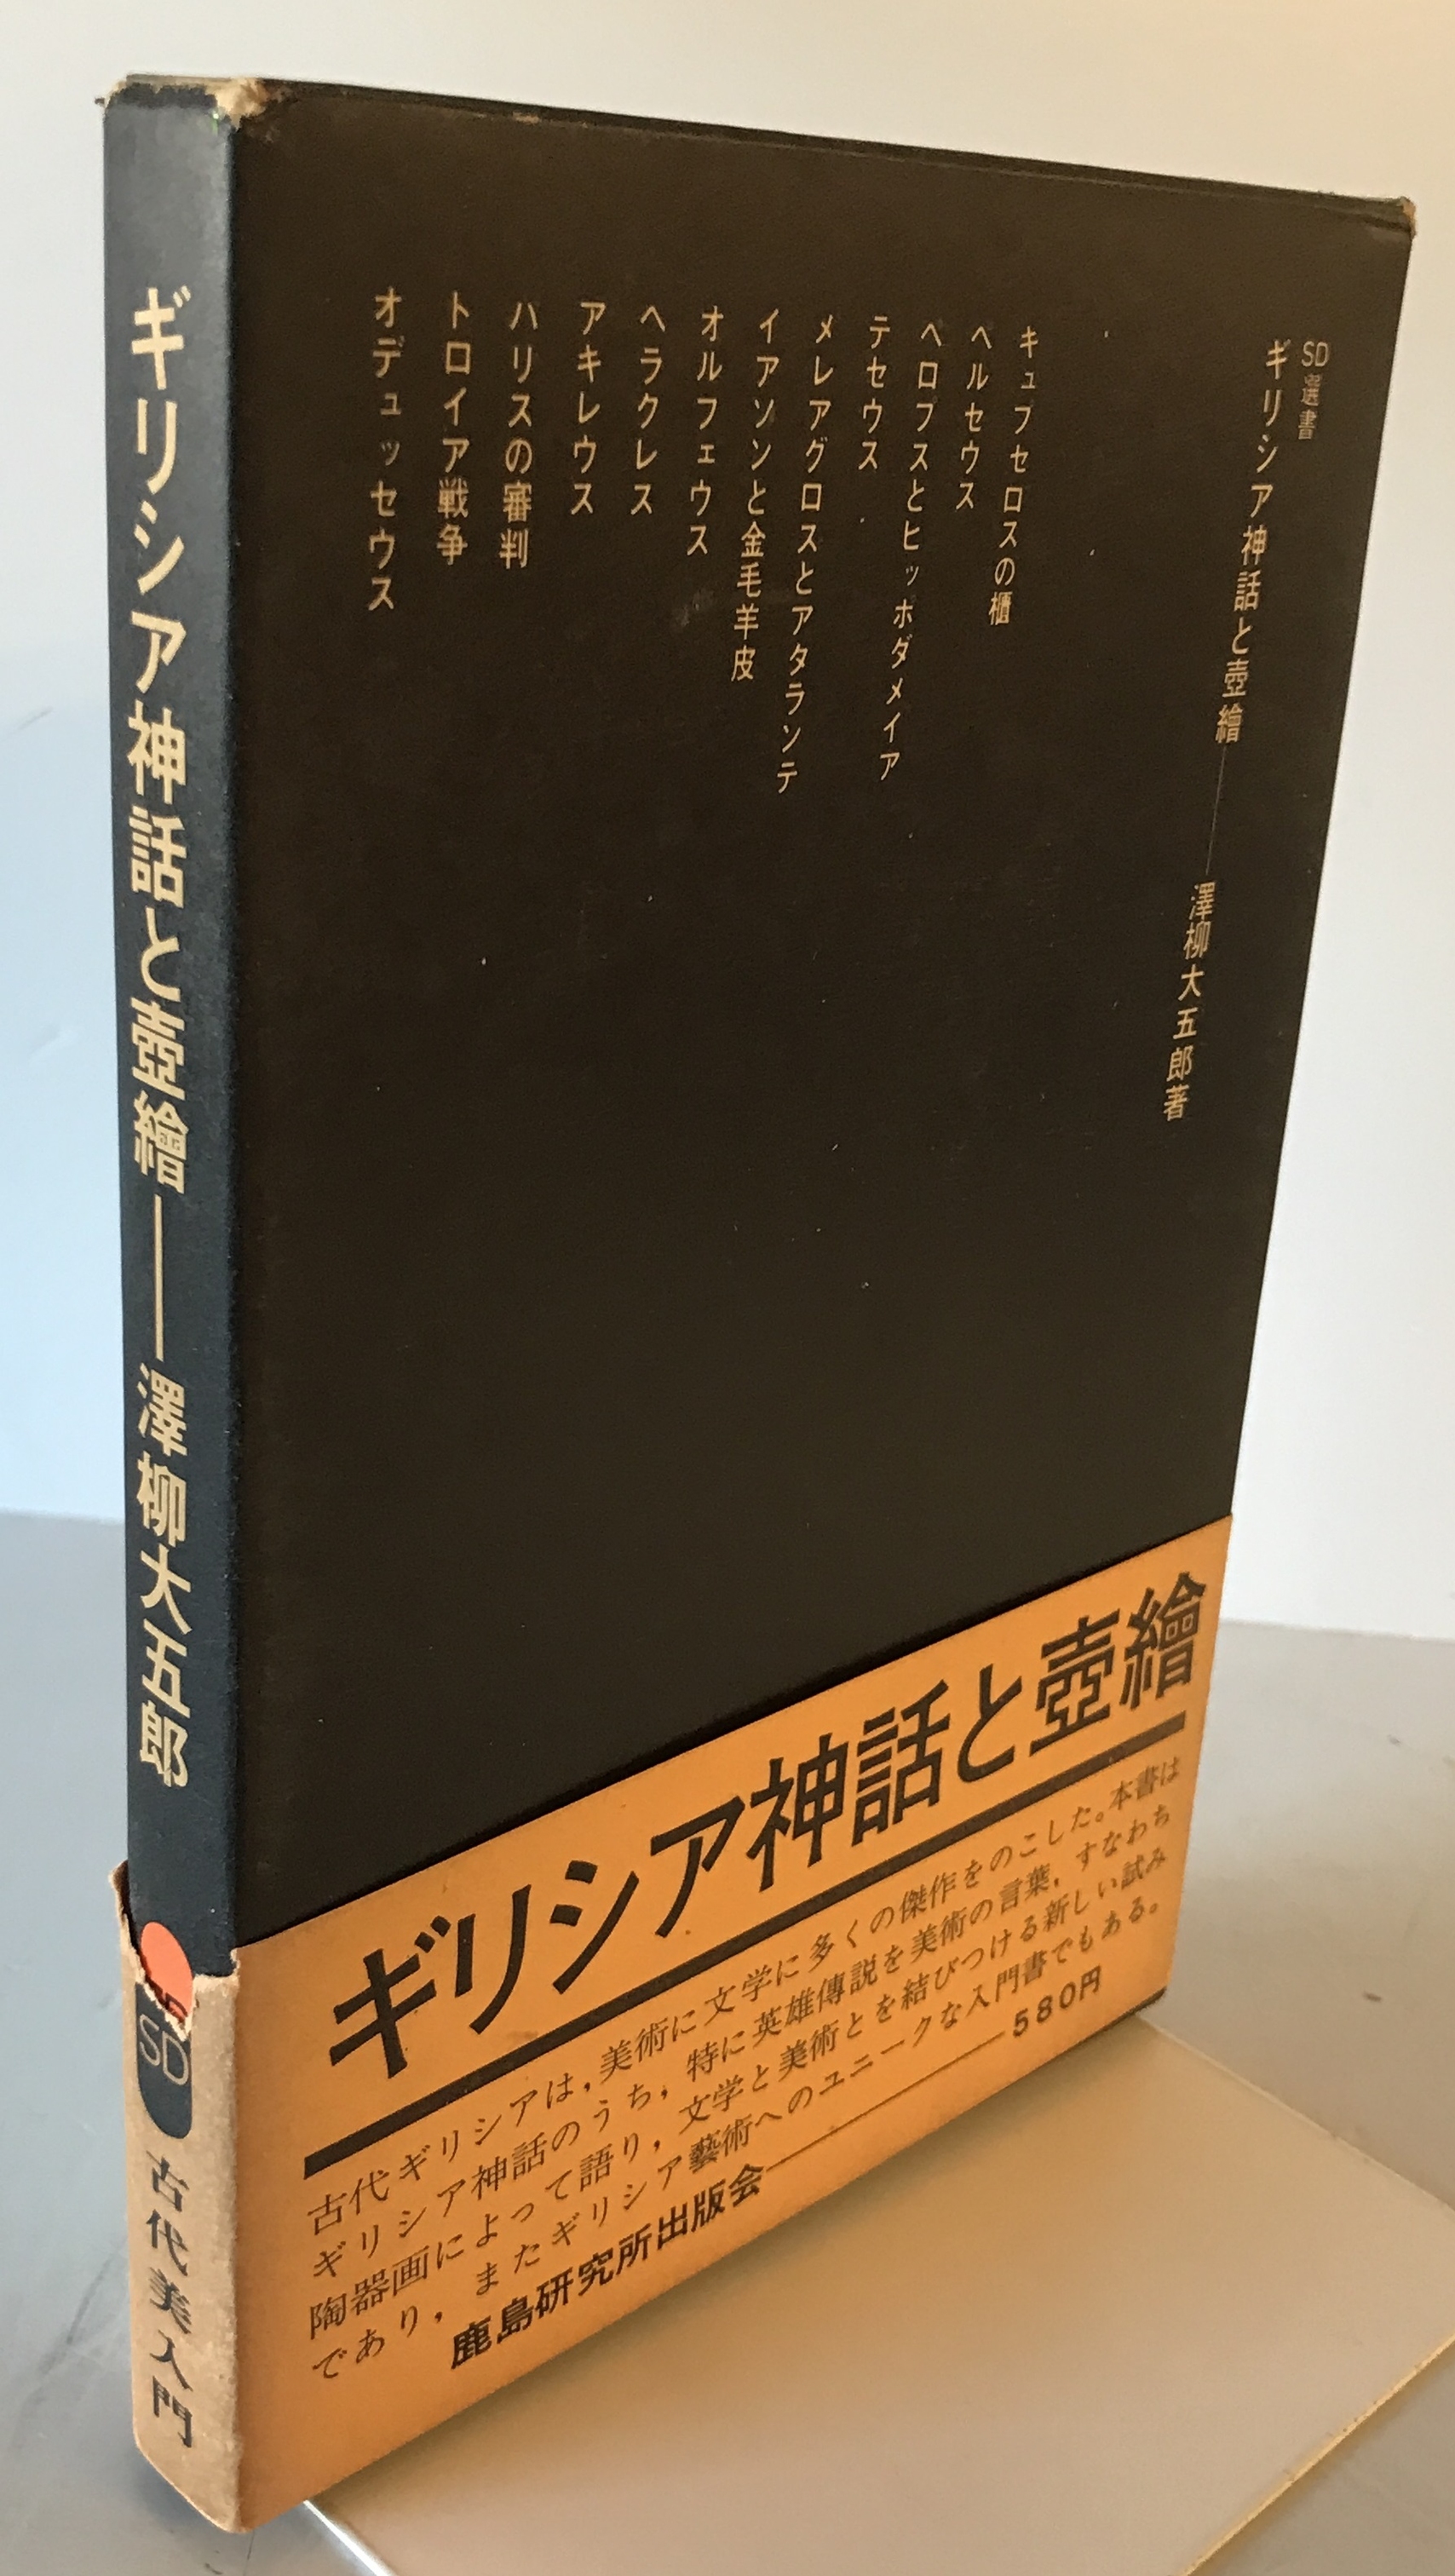 SD選書
ギリシア神話と壺繪――澤柳大五郎著
キュプセロスの櫃
ペルセウス
ペロプスとヒッポダメイア
テセウス
メレアグロスとアタランテ
イアソンと金毛羊皮
オルフェウス
ヘラクレス
アキレウス
パリスの審判
トロイア戦争
オデュッセウス
ギリシア神話と壺繪――澤柳大五郎
SD
古代美入門
ギリシア神話と壺繪
古代ギリシアは，美術に文学に多くの傑作をのこした。本書は
ギリシア神話のうち，特に英雄傳説を美術の言葉，すなわち
陶器画によって語り，文学と美術とを結びつける新しい試み
であり，またギリシア藝術へのユニークな入門書でもある。
鹿島研究所出版会――580円